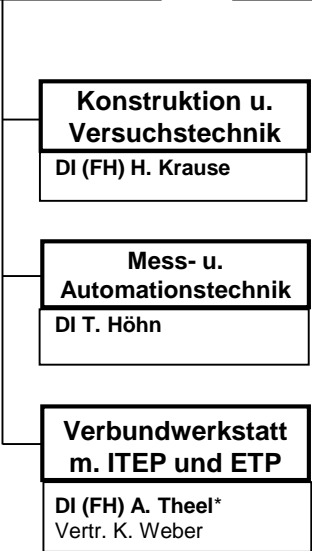 Konstruktion u.
Versuchstechnik
DI (FH) H. Krause
Mess- u.
Automationstechnik
DI T. Höhn
Verbundwerkstatt
m. ITEP und ETP
DI (FH) A. Theel*
Vertr. K. Weber